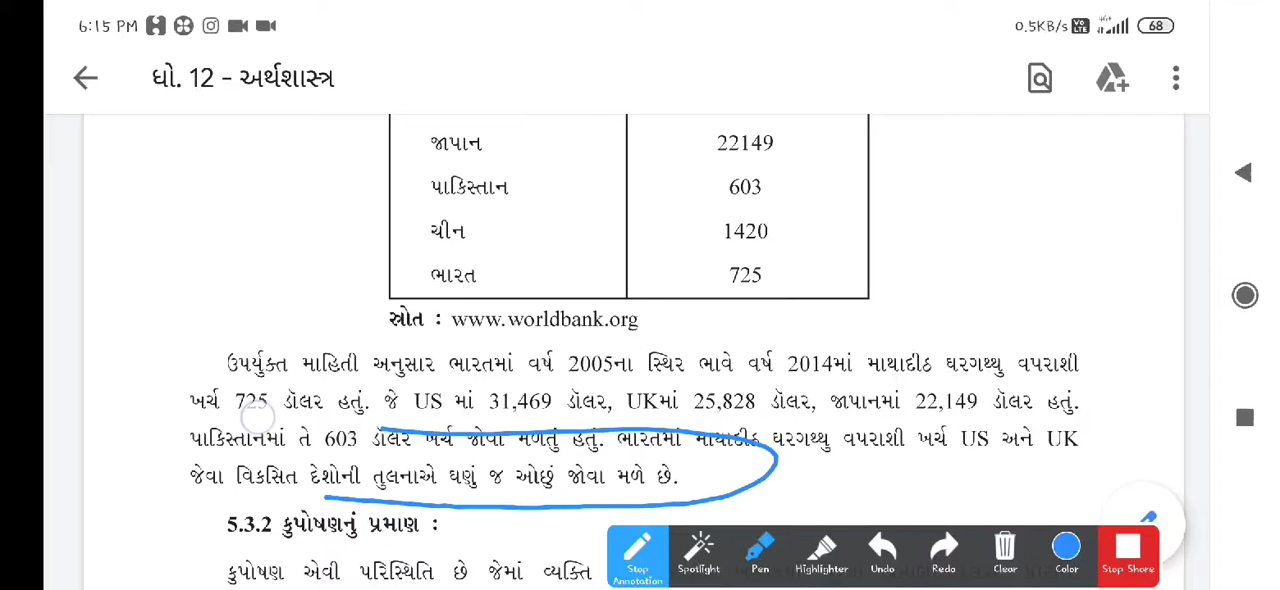 6:15 PM
0.5KB/s
68
ધો. 12 - અર્થશાસ્ત્ર
જાપાન 22149
પાકિસ્તાન 603
ચીન 1420
ભારત 725
સ્રોત : www.worldbank.org
ઉપર્યુક્ત માહિતી અનુસાર ભારતમાં વર્ષ 2005ના સ્થિર ભાવે વર્ષ 2014માં માથાદીઠ ઘરગથ્થુ વપરાશી
ખર્ચ 725 ડૉલર હતું. જે US માં 31,469 ડૉલર, UKમાં 25,828 ડૉલર, જાપાનમાં 22,149 ડૉલર હતું.
પાકિસ્તાનમાં તે 603 ડૉલર ખર્ચ જોવા મળતું હતું. ભારતમાં માથાદીઠ ઘરગથ્થુ વપરાશી ખર્ચ US અને UK
જેવા વિકસિત દેશોની તુલનાએ ઘણું જ ઓછું જોવા મળે છે.
5.3.2 કુપોષણનું પ્રમાણ :
કુપોષણ એવી પરિસ્થિતિ છે જેમાં વ્યક્તિ
Stop Annotation
Spotlight
Pen
Highlighter
Undo
Redo
Clear
Color
Stop Share